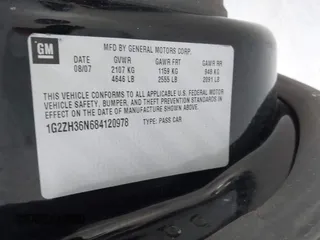 GM
MFD BY GENERAL MOTORS CORP.
DATE GVWR GAWR FRT GAWR RR
08/07 2107 KG 1159 KG 948 KG
4646 LB 2555 LB 2091 LB
THIS VEHICLE CONFORMS TO ALL APPLICABLE U.S. FEDERAL MOTOR
VEHICLE SAFETY, BUMPER, AND THEFT PREVENTION STANDARDS
IN EFFECT ON THE DATE OF MANUFACTURE SHOWN ABOVE.
1G2ZH36N684120978 TYPE: PASS CAR